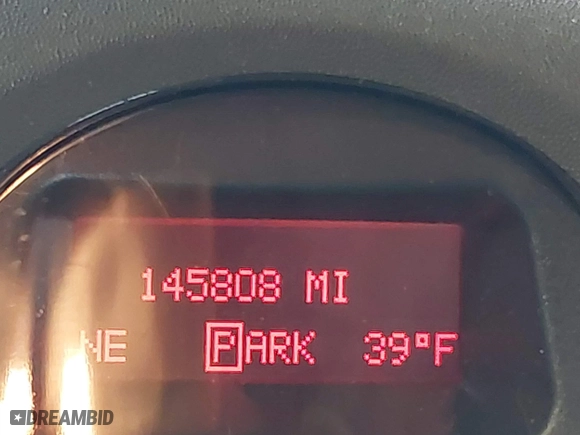 145808 MI
NE PARK 39°F
DREAMBID